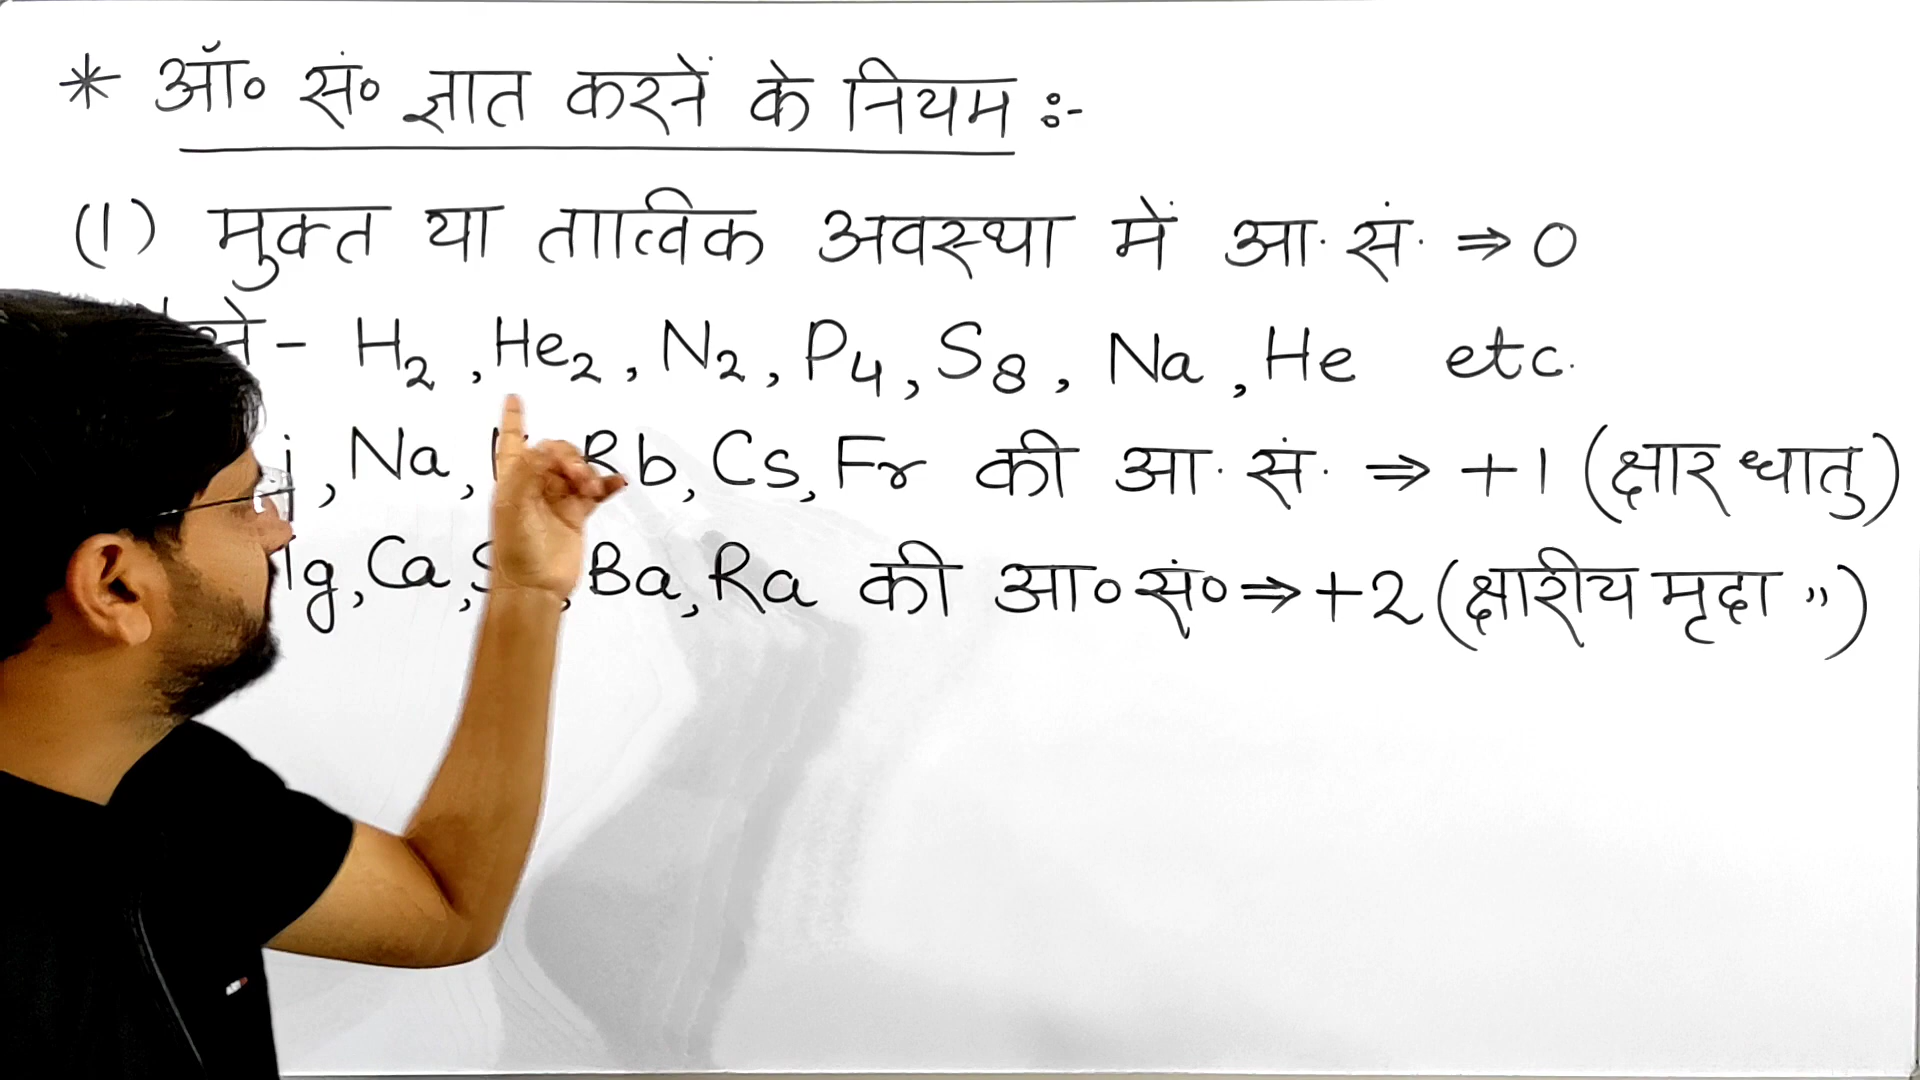 * ऑ० सं० ज्ञात करनें के नियम :-
(1) मुक्त या तात्विक अवस्था में आ. सं. ⇒ 0
- H₂, He₂, N₂, P₄, S₈, Na, He etc.
, Na, Rb, Cs, Fr की आ. सं. ⇒ +1 (क्षार धातु)
Ca, Ba, Ra की आ० सं० ⇒ +2 (क्षारीय मृदा ")